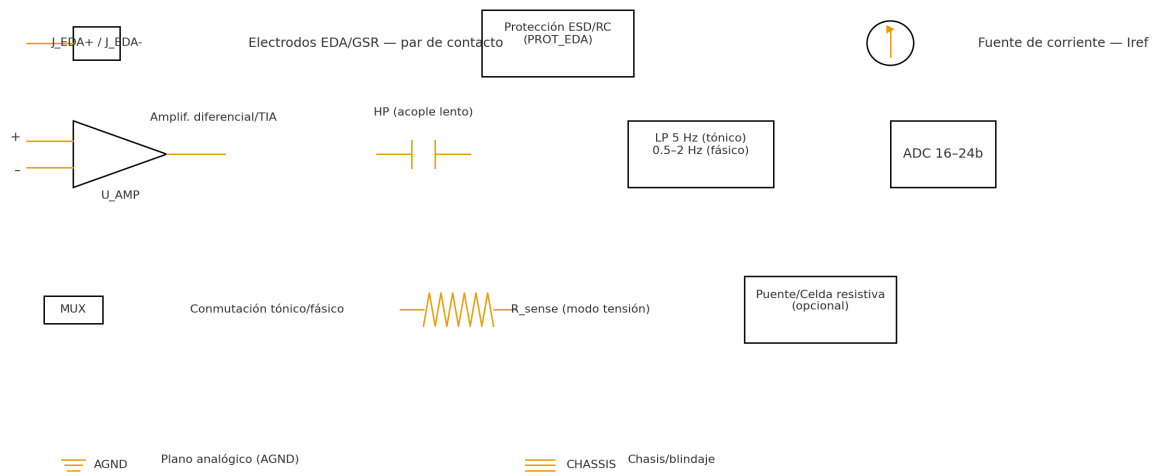 J_EDA+ / J_EDA-
Electrodos EDA/GSR — par de contacto
Protección ESD/RC
(PROT_EDA)
Fuente de corriente — Iref
+
–
Amplif. diferencial/TIA
U_AMP
HP (acople lento)
LP 5 Hz (tónico)
0.5–2 Hz (fásico)
ADC 16–24b
MUX
Conmutación tónico/fásico
R_sense (modo tensión)
Puente/Celda resistiva
(opcional)
AGND
Plano analógico (AGND)
CHASSIS
Chasis/blindaje